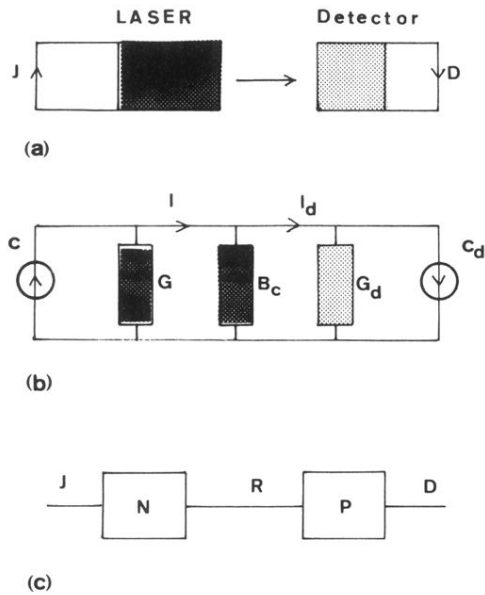 LASER Detector
J D
(a)
I I_d
C G B_c G_d C_d
(b)
J N R P D
(c)